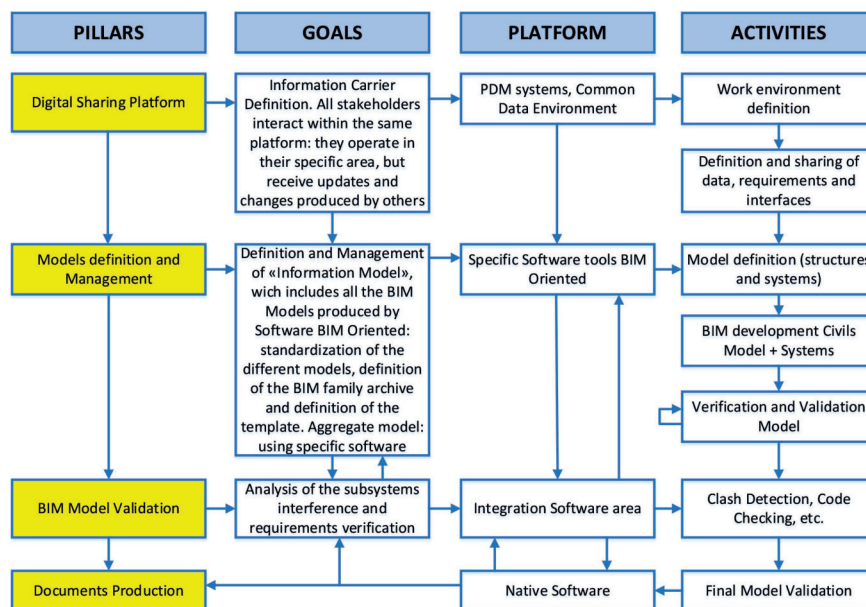 PILLARS
GOALS
PLATFORM
ACTIVITIES
Digital Sharing Platform
Information Carrier
Definition. All stakeholders
interact within the same
platform: they operate in
their specific area, but
receive updates and
changes produced by others
PDM systems, Common
Data Environment
Work environment
definition
Definition and sharing of
data, requirements and
interfaces
Models definition and
Management
Definition and Management
of «Information Model»,
wich includes all the BIM
Models produced by
Software BIM Oriented:
standardization of the
different models, definition
of the BIM family archive
and definition of the
template. Aggregate model:
using specific software
Specific Software tools BIM
Oriented
Model definition (structures
and systems)
BIM development Civils
Model + Systems
Verification and Validation
Model
BIM Model Validation
Analysis of the subsystems
interference and
requirements verification
Integration Software area
Clash Detection, Code
Checking, etc.
Documents Production
Native Software
Final Model Validation